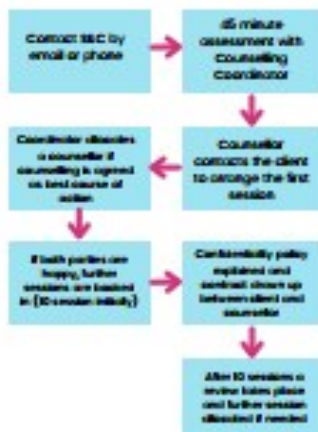 Contact by
email or phone
45 minute
assessment with
Counselling
Coordinator
Counsellor
contacts the client
to arrange the first
session
Coordinator allocates
a counsellor if
counselling is agreed
as best course of
action
If both parties are
happy, further
sessions are booked
in (10 session initially)
Confidentiality policy
explained and
contract drawn up
between client and
counsellor
After 10 sessions a
review takes place
and further session
allocated if needed